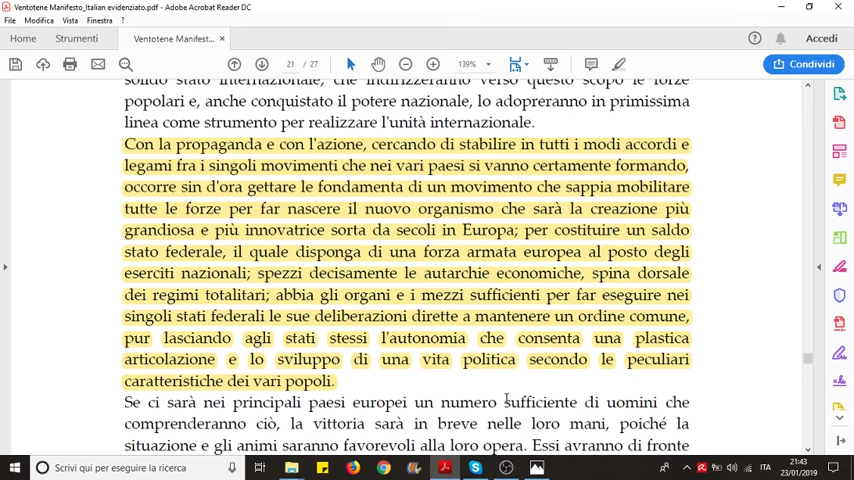 Ventotene Manifesto_Italian evidenziato.pdf - Adobe Acrobat Reader DC
File Modifica Vista Finestra ?
Home Strumenti Ventotene Manifest... × Accedi
21 / 27 139% Condividi
solido stato internazionale, che indirizzeranno verso questo scopo le forze
popolari e, anche conquistato il potere nazionale, lo adopreranno in primissima
linea come strumento per realizzare l'unità internazionale.
Con la propaganda e con l'azione, cercando di stabilire in tutti i modi accordi e
legami fra i singoli movimenti che nei vari paesi si vanno certamente formando,
occorre sin d'ora gettare le fondamenta di un movimento che sappia mobilitare
tutte le forze per far nascere il nuovo organismo che sarà la creazione più
grandiosa e più innovatrice sorta da secoli in Europa; per costituire un saldo
stato federale, il quale disponga di una forza armata europea al posto degli
eserciti nazionali; spezzi decisamente le autarchie economiche, spina dorsale
dei regimi totalitari; abbia gli organi e i mezzi sufficienti per far eseguire nei
singoli stati federali le sue deliberazioni dirette a mantenere un ordine comune,
pur lasciando agli stati stessi l'autonomia che consenta una plastica
articolazione e lo sviluppo di una vita politica secondo le peculiari
caratteristiche dei vari popoli.
Se ci sarà nei principali paesi europei un numero sufficiente di uomini che
comprenderanno ciò, la vittoria sarà in breve nelle loro mani, poiché la
situazione e gli animi saranno favorevoli alla loro opera. Essi avranno di fronte
Scrivi qui per eseguire la ricerca
ITA
21:43
23/01/2019